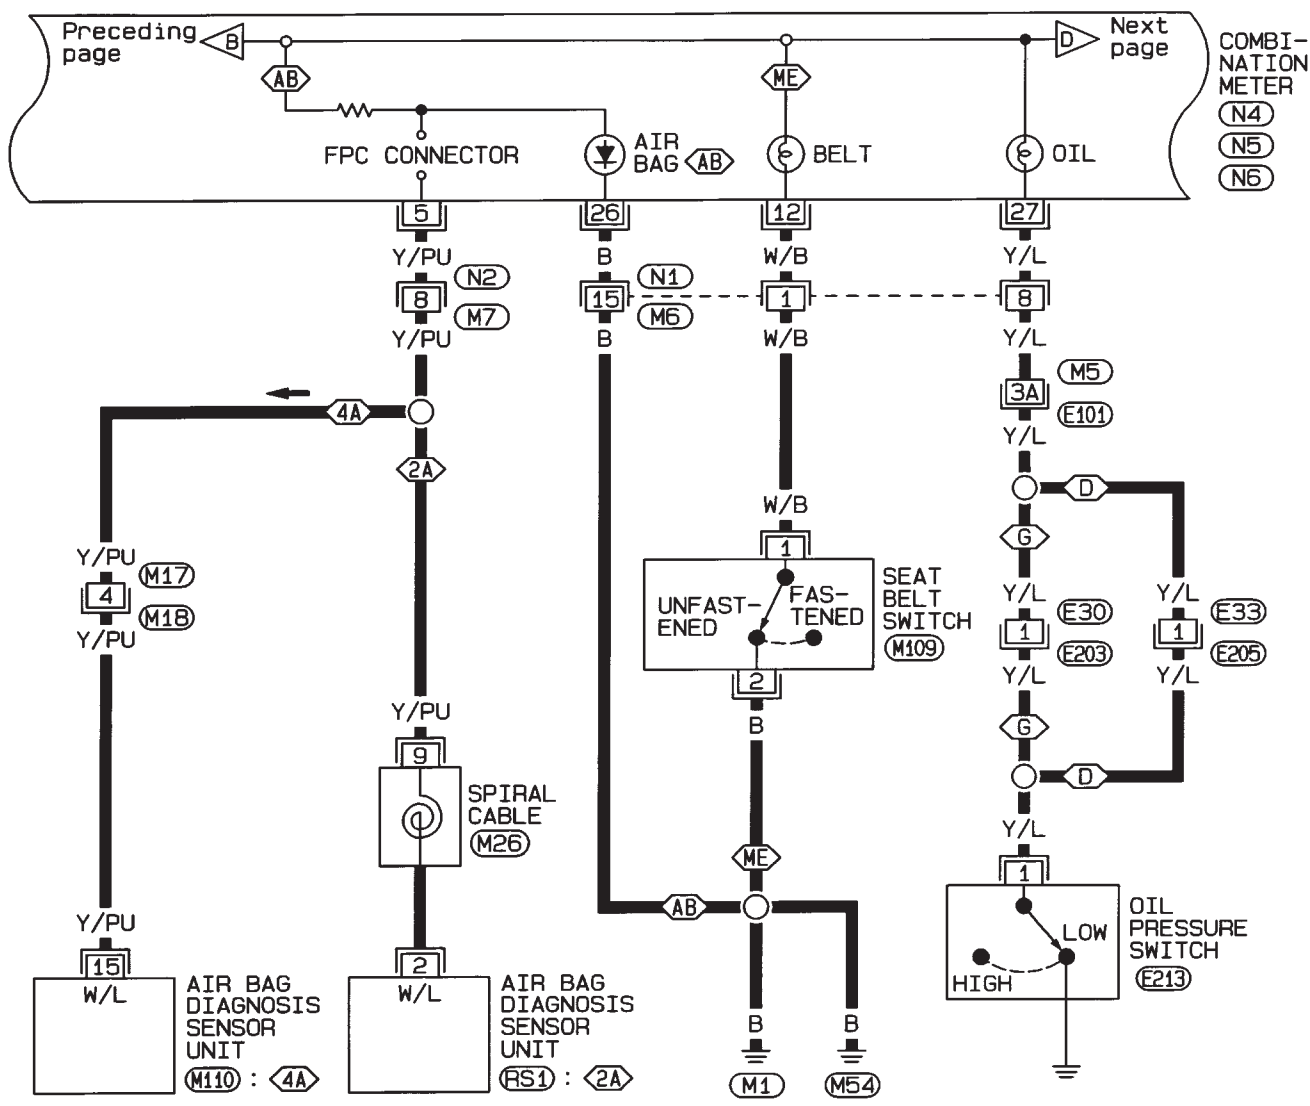 Preceding
page
B
D
Next
page
COMBI-
NATION
METER
N4
N5
N6
AB
ME
FPC CONNECTOR
AIR
BAG
AB
BELT
OIL
5
26
12
27
Y/PU
B
W/B
Y/L
N2
N1
8
15
1
8
M7
M6
Y/PU
B
W/B
Y/L
M5
3A
E101
Y/L
4A
2A
D
G
W/B
1
Y/PU
M17
4
M18
Y/PU
UNFAST-
ENED
FAS-
TENED
SEAT
BELT
SWITCH
M109
2
B
Y/L
E30
1
E203
Y/L
Y/L
E33
1
E205
Y/L
G
D
Y/PU
9
SPIRAL
CABLE
M26
Y/L
1
ME
AB
LOW
HIGH
OIL
PRESSURE
SWITCH
E213
Y/PU
15
W/L
AIR BAG
DIAGNOSIS
SENSOR
UNIT
M110 : 4A
2
W/L
AIR BAG
DIAGNOSIS
SENSOR
UNIT
RS1 : 2A
B
B
M1
M54